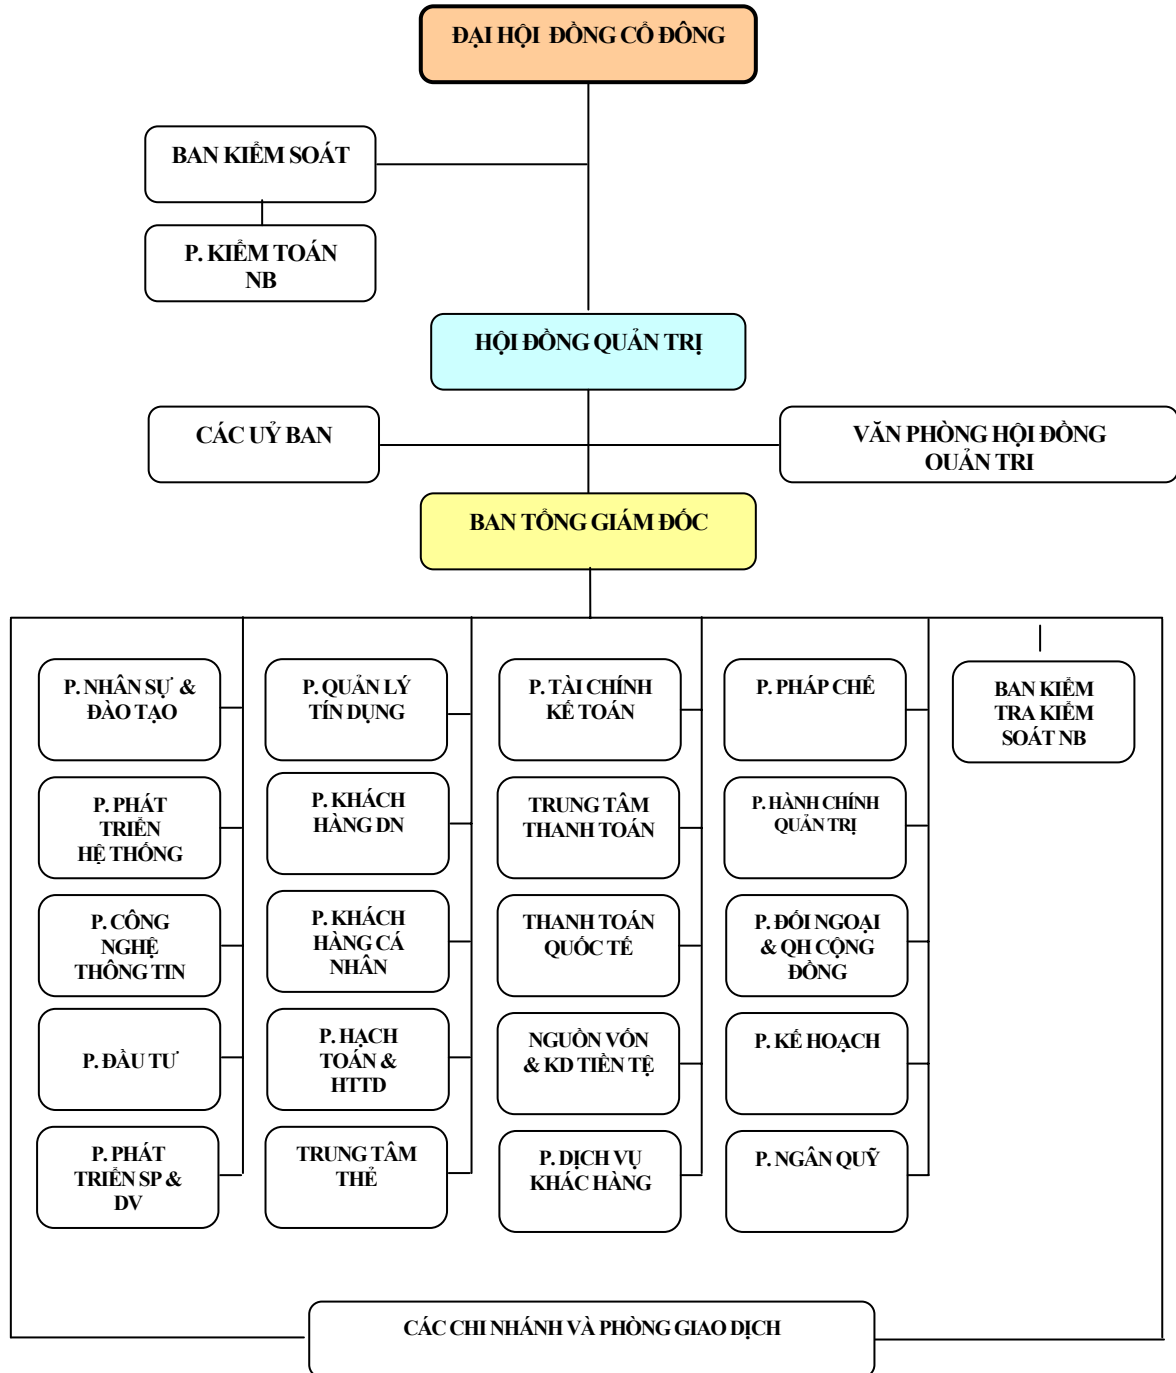 ĐẠI HỘI ĐỒNG CỔ ĐÔNG
BAN KIỂM SOÁT
P. KIỂM TOÁN
NB
HỘI ĐỒNG QUẢN TRỊ
CÁC UỶ BAN
VĂN PHÒNG HỘI ĐỒNG
QUẢN TRỊ
BAN TỔNG GIÁM ĐỐC
P. NHÂN SỰ &
ĐÀO TẠO
P. PHÁT
TRIỂN
HỆ THỐNG
P. CÔNG
NGHỆ
THÔNG TIN
P. ĐẦU TƯ
P. PHÁT
TRIỂN SP &
DV
P. QUẢN LÝ
TÍN DỤNG
P. KHÁCH
HÀNG DN
P. KHÁCH
HÀNG CÁ
NHÂN
P. HẠCH
TOÁN &
HTTD
TRUNG TÂM
THẺ
P. TÀI CHÍNH
KẾ TOÁN
TRUNG TÂM
THANH TOÁN
THANH TOÁN
QUỐC TẾ
NGUỒN VỐN
& KD TIỀN TỆ
P. DỊCH VỤ
KHÁC HÀNG
P. PHÁP CHẾ
P. HÀNH CHÍNH
QUẢN TRỊ
P. ĐỐI NGOẠI
& QH CỘNG
ĐỒNG
P. KẾ HOẠCH
P. NGÂN QUỸ
BAN KIỂM
TRA KIỂM
SOÁT NB
CÁC CHI NHÁNH VÀ PHÒNG GIAO DỊCH